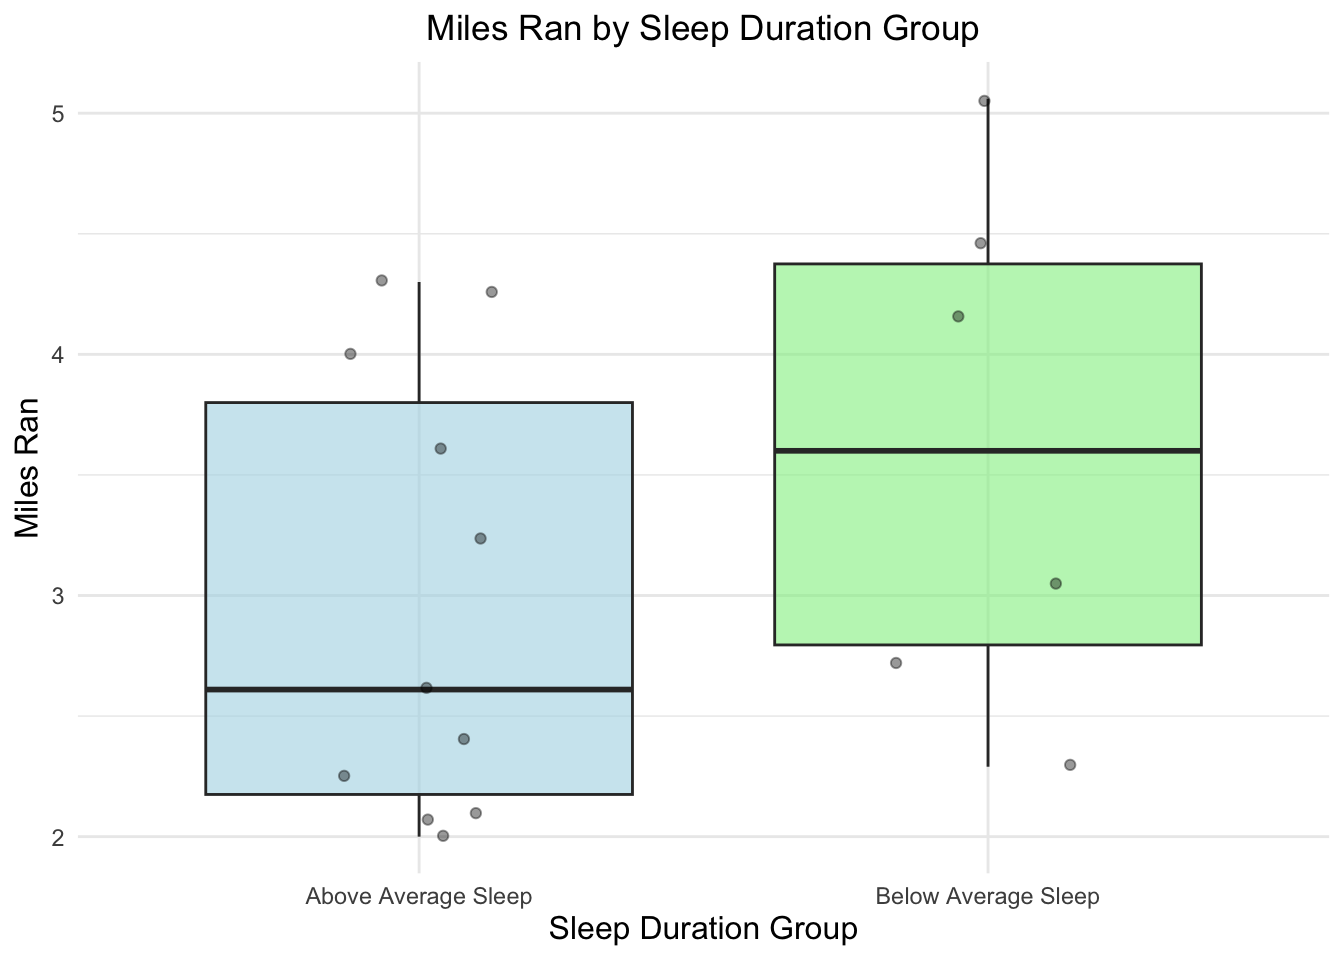 Miles Ran by Sleep Duration Group
Miles Ran
5
4
3
2
Above Average Sleep
Below Average Sleep
Sleep Duration Group